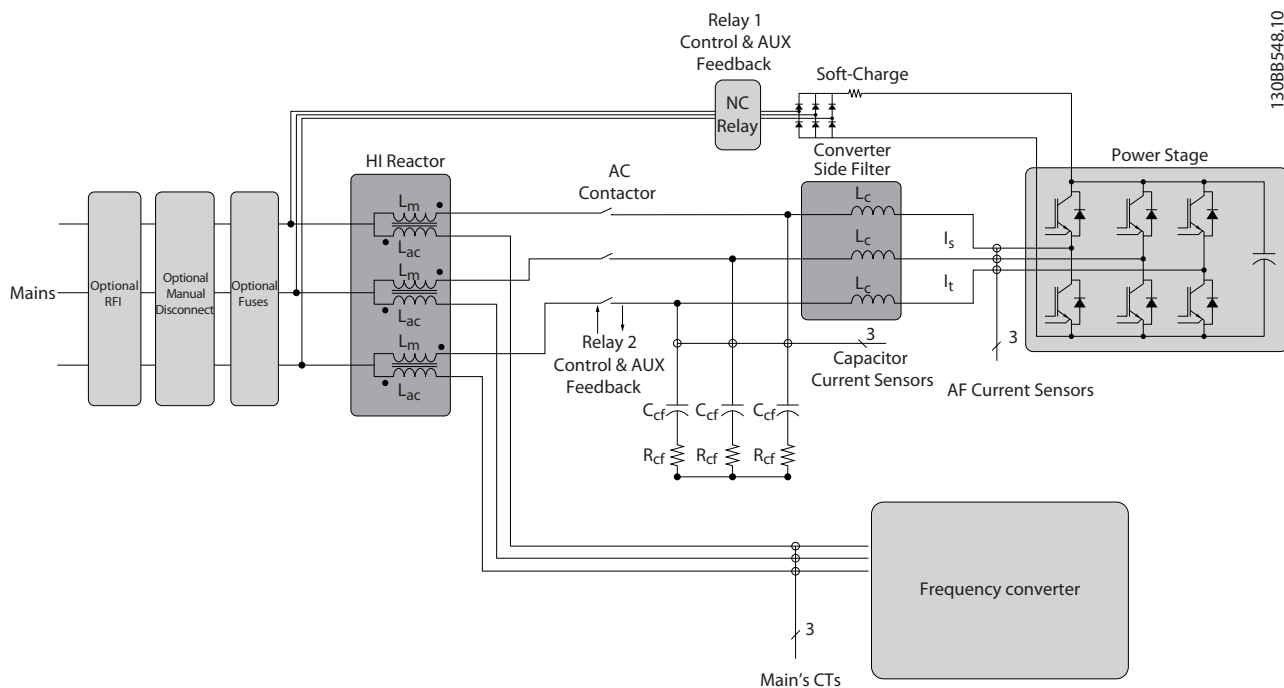 130BB548.10
Relay 1
Control & AUX
Feedback
NC
Relay
Soft-Charge
Converter
Side Filter
Power Stage
HI Reactor
AC
Contactor
Mains
Optional
RFI
Optional
Manual
Disconnect
Optional
Fuses
Lm
Lac
Lm
Lac
Lm
Lac
Lc
Lc
Lc
Is
It
Relay 2
Control & AUX
Feedback
3
Capacitor
Current Sensors
3
AF Current Sensors
Ccf
Ccf
Ccf
Rcf
Rcf
Rcf
Frequency converter
3
Main's CTs